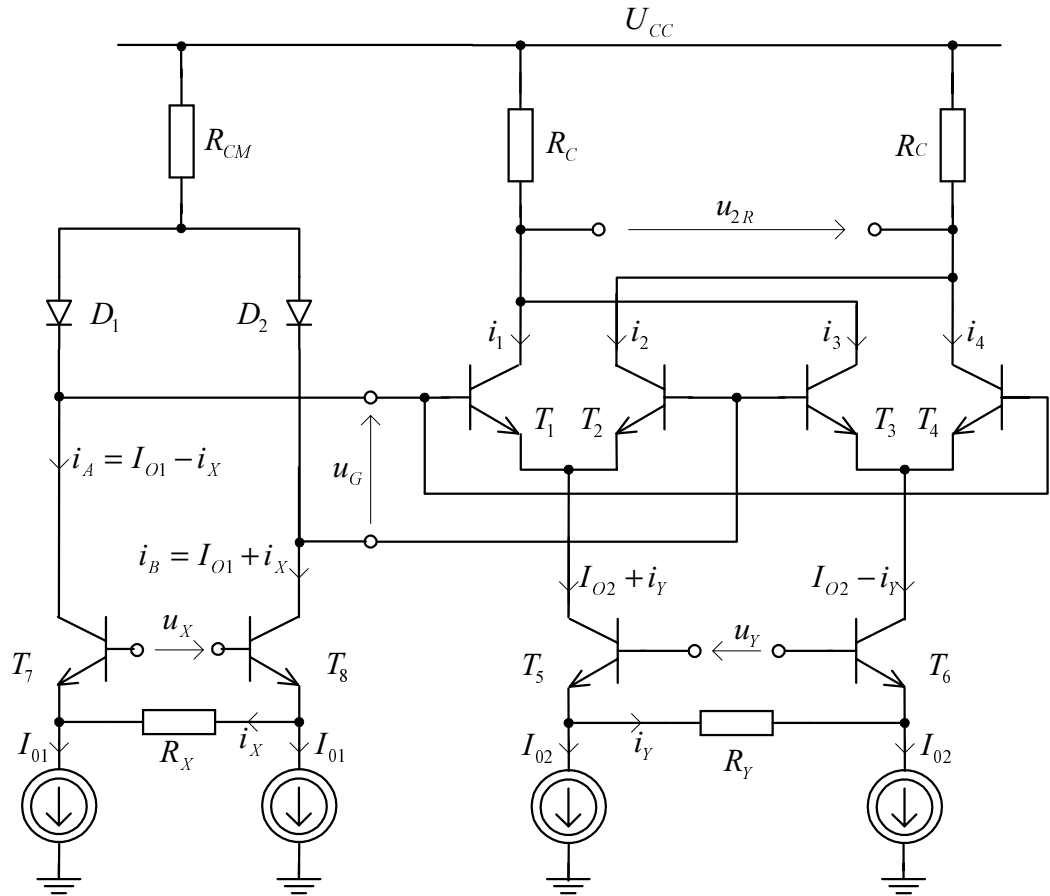 U_CC
R_CM
R_C
R_C
u_2R
D_1
D_2
i_1
i_2
i_3
i_4
T_1
T_2
T_3
T_4
i_A = I_O1 − i_X
u_G
i_B = I_O1 + i_X
I_O2 + i_Y
I_O2 − i_Y
u_X
u_Y
T_7
T_8
T_5
T_6
I_01
R_X
i_X
I_01
I_02
i_Y
R_Y
I_02